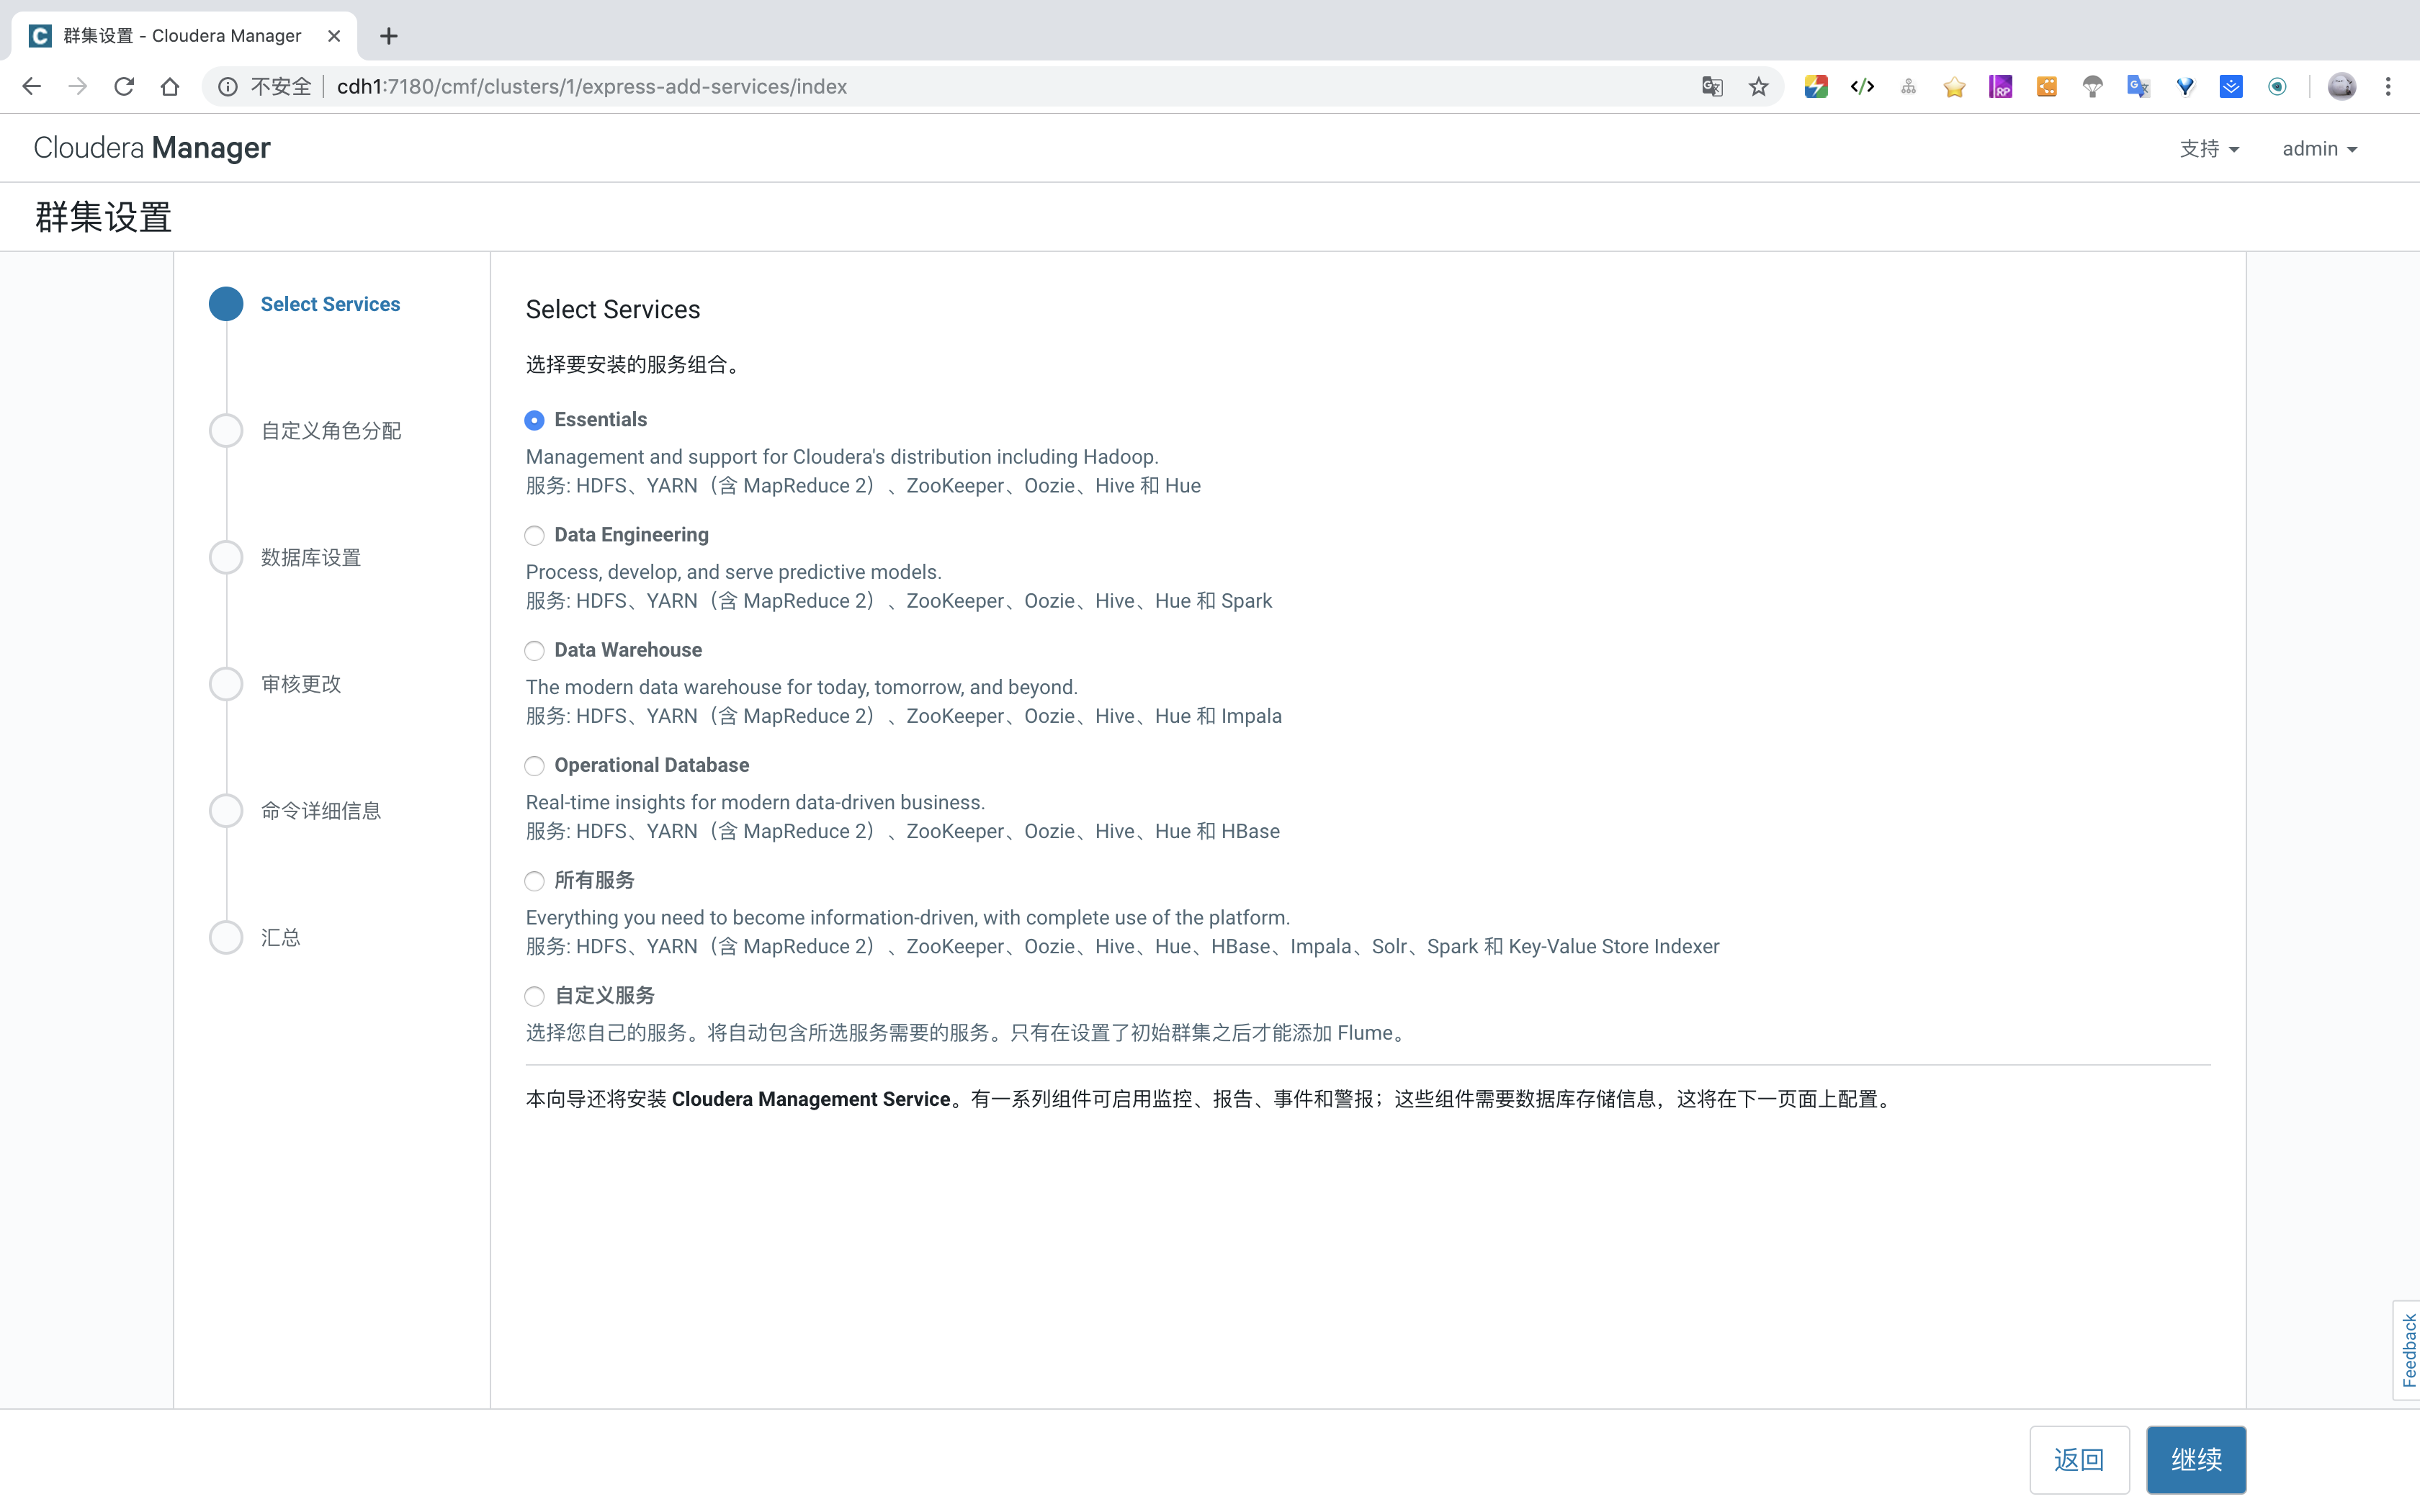 群集设置 - Cloudera Manager
不安全 | cdh1:7180/cmf/clusters/1/express-add-services/index
Cloudera Manager
支持
admin
群集设置
Select Services
自定义角色分配
数据库设置
审核更改
命令详细信息
汇总
Select Services
选择要安装的服务组合。
Essentials
Management and support for Cloudera's distribution including Hadoop.
服务: HDFS、YARN（含 MapReduce 2）、ZooKeeper、Oozie、Hive 和 Hue
Data Engineering
Process, develop, and serve predictive models.
服务: HDFS、YARN（含 MapReduce 2）、ZooKeeper、Oozie、Hive、Hue 和 Spark
Data Warehouse
The modern data warehouse for today, tomorrow, and beyond.
服务: HDFS、YARN（含 MapReduce 2）、ZooKeeper、Oozie、Hive、Hue 和 Impala
Operational Database
Real-time insights for modern data-driven business.
服务: HDFS、YARN（含 MapReduce 2）、ZooKeeper、Oozie、Hive、Hue 和 HBase
所有服务
Everything you need to become information-driven, with complete use of the platform.
服务: HDFS、YARN（含 MapReduce 2）、ZooKeeper、Oozie、Hive、Hue、HBase、Impala、Solr、Spark 和 Key-Value Store Indexer
自定义服务
选择您自己的服务。将自动包含所选服务需要的服务。只有在设置了初始群集之后才能添加 Flume。
本向导还将安装 Cloudera Management Service。有一系列组件可启用监控、报告、事件和警报；这些组件需要数据库存储信息，这将在下一页面上配置。
Feedback
返回
继续